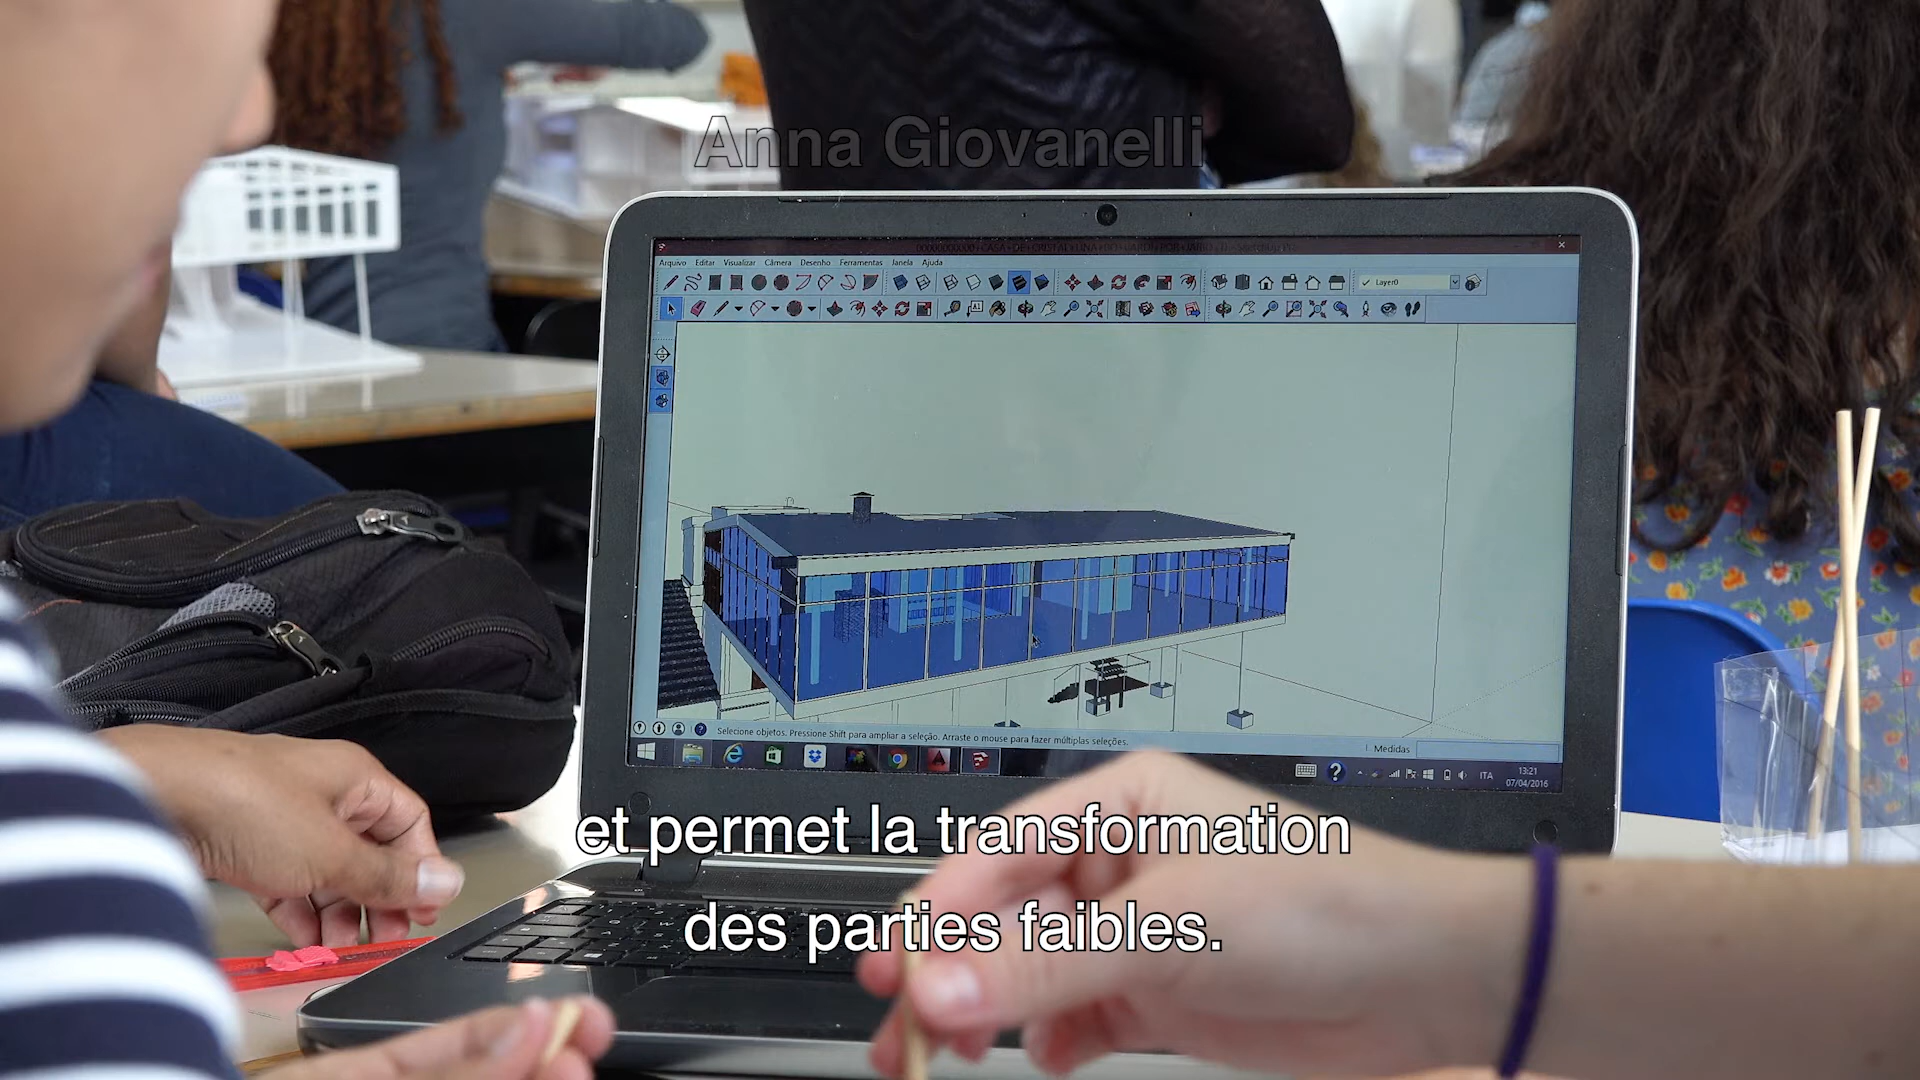 Anna Giovanelli
Arquivo Editar Visualizar Câmera Desenho Ferramentas Janela Ajuda
Layer0
Selecione objetos. Pressione Shift para ampliar a seleção. Arraste o mouse para fazer múltiplas seleções.
Medidas
ITA
13:21
07/04/2016
et permet la transformation
des parties faibles.